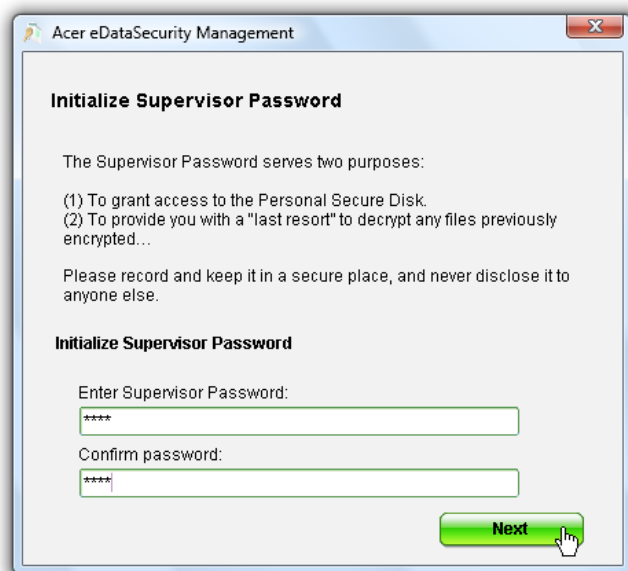 Acer eDataSecurity Management
Initialize Supervisor Password
The Supervisor Password serves two purposes:
(1) To grant access to the Personal Secure Disk.
(2) To provide you with a "last resort" to decrypt any files previously
encrypted...
Please record and keep it in a secure place, and never disclose it to
anyone else.
Initialize Supervisor Password
Enter Supervisor Password:
****
Confirm password:
****
Next